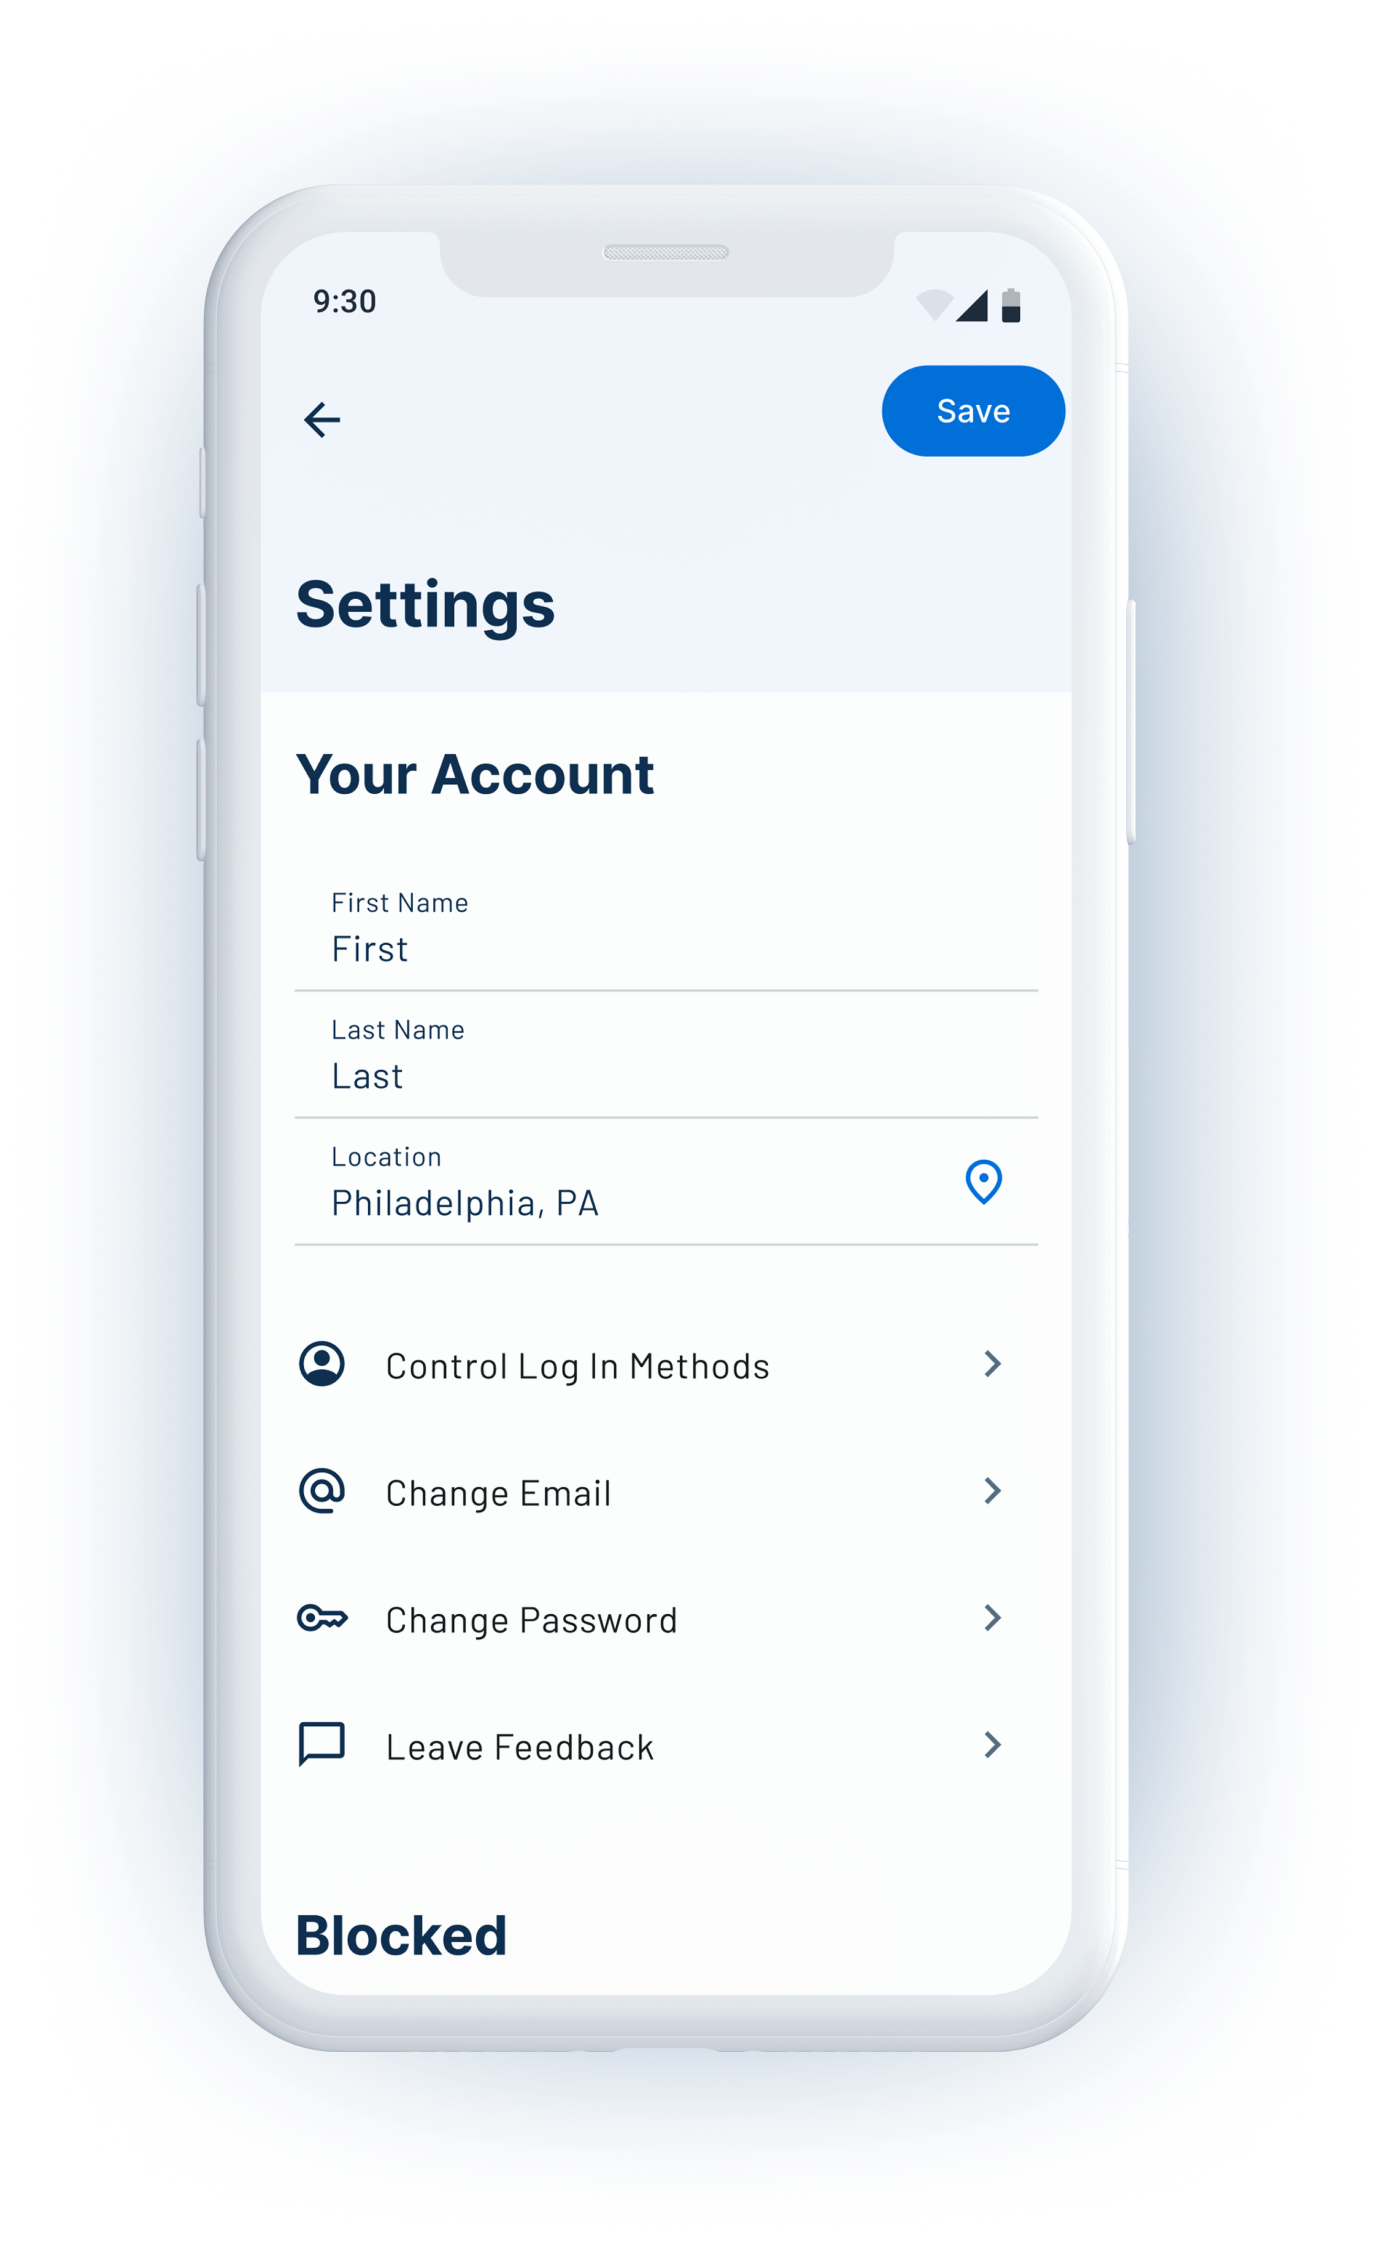 9:30
Save
Settings
Your Account
First Name
First
Last Name
Last
Location
Philadelphia, PA
Control Log In Methods
Change Email
Change Password
Leave Feedback
Blocked